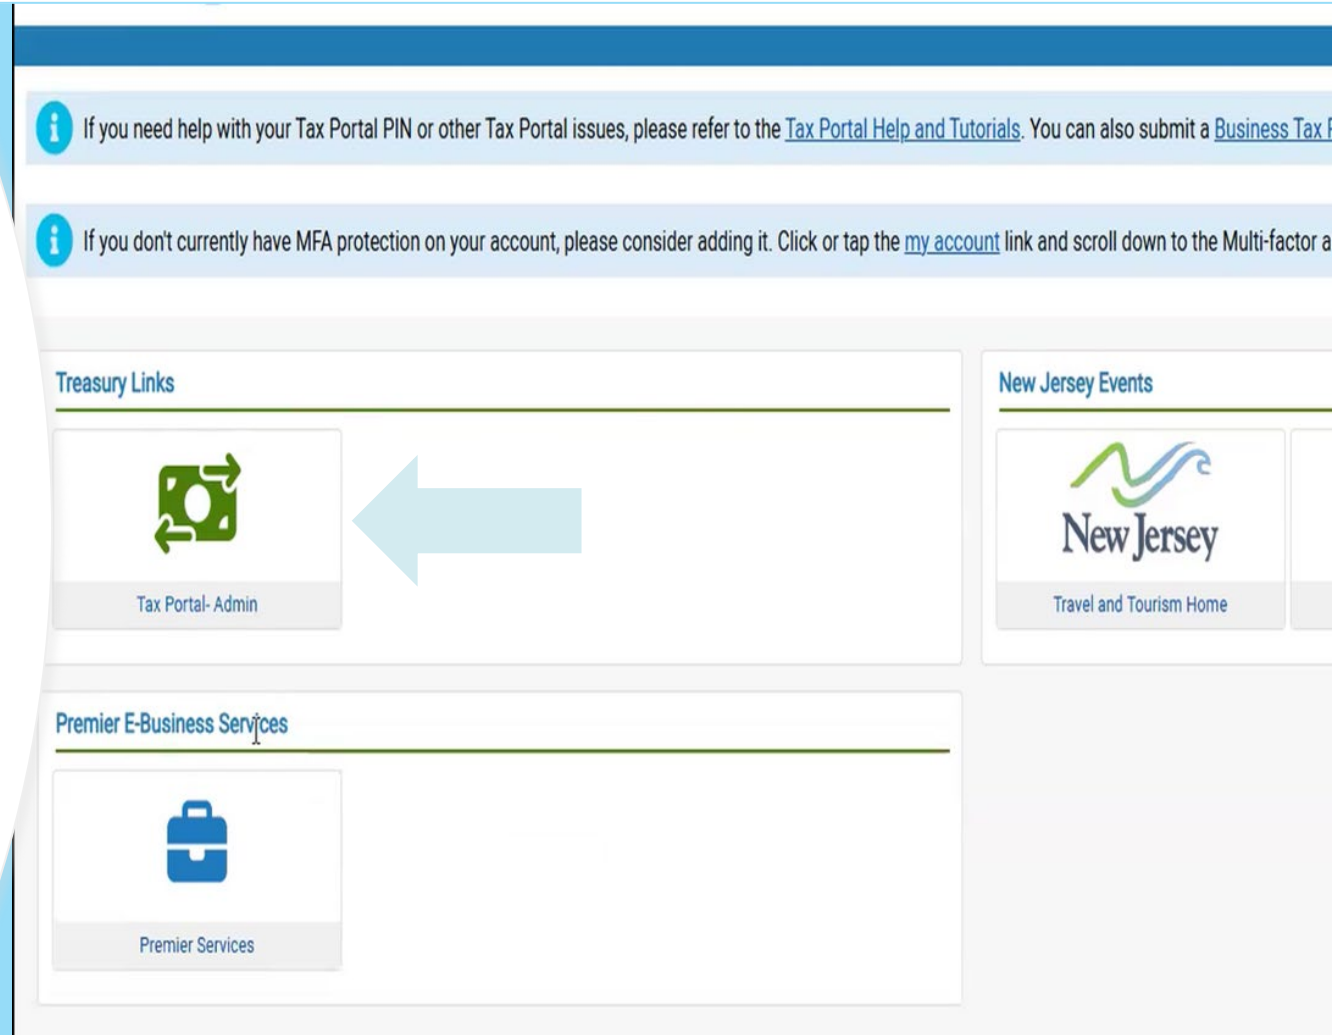 If you need help with your Tax Portal PIN or other Tax Portal issues, please refer to the Tax Portal Help and Tutorials. You can also submit a Business Tax
If you don't currently have MFA protection on your account, please consider adding it. Click or tap the my account link and scroll down to the Multi-factor a
Treasury Links
Tax Portal- Admin
New Jersey Events
New Jersey
Travel and Tourism Home
Premier E-Business Services
Premier Services